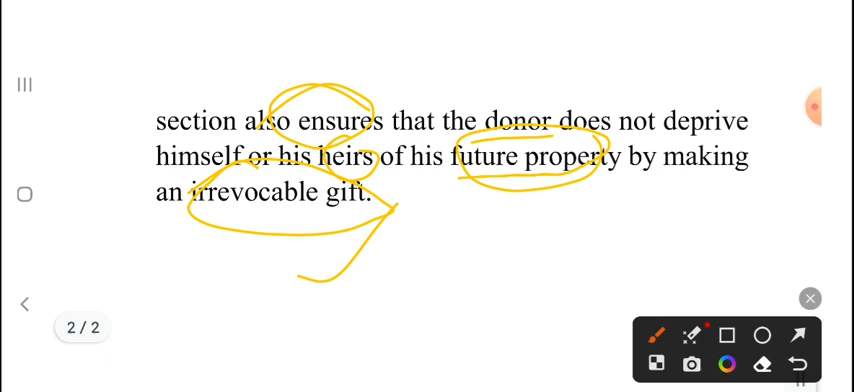 section also ensures that the donor does not deprive
himself or his heirs of his future property by making
an irrevocable gift.
2 / 2